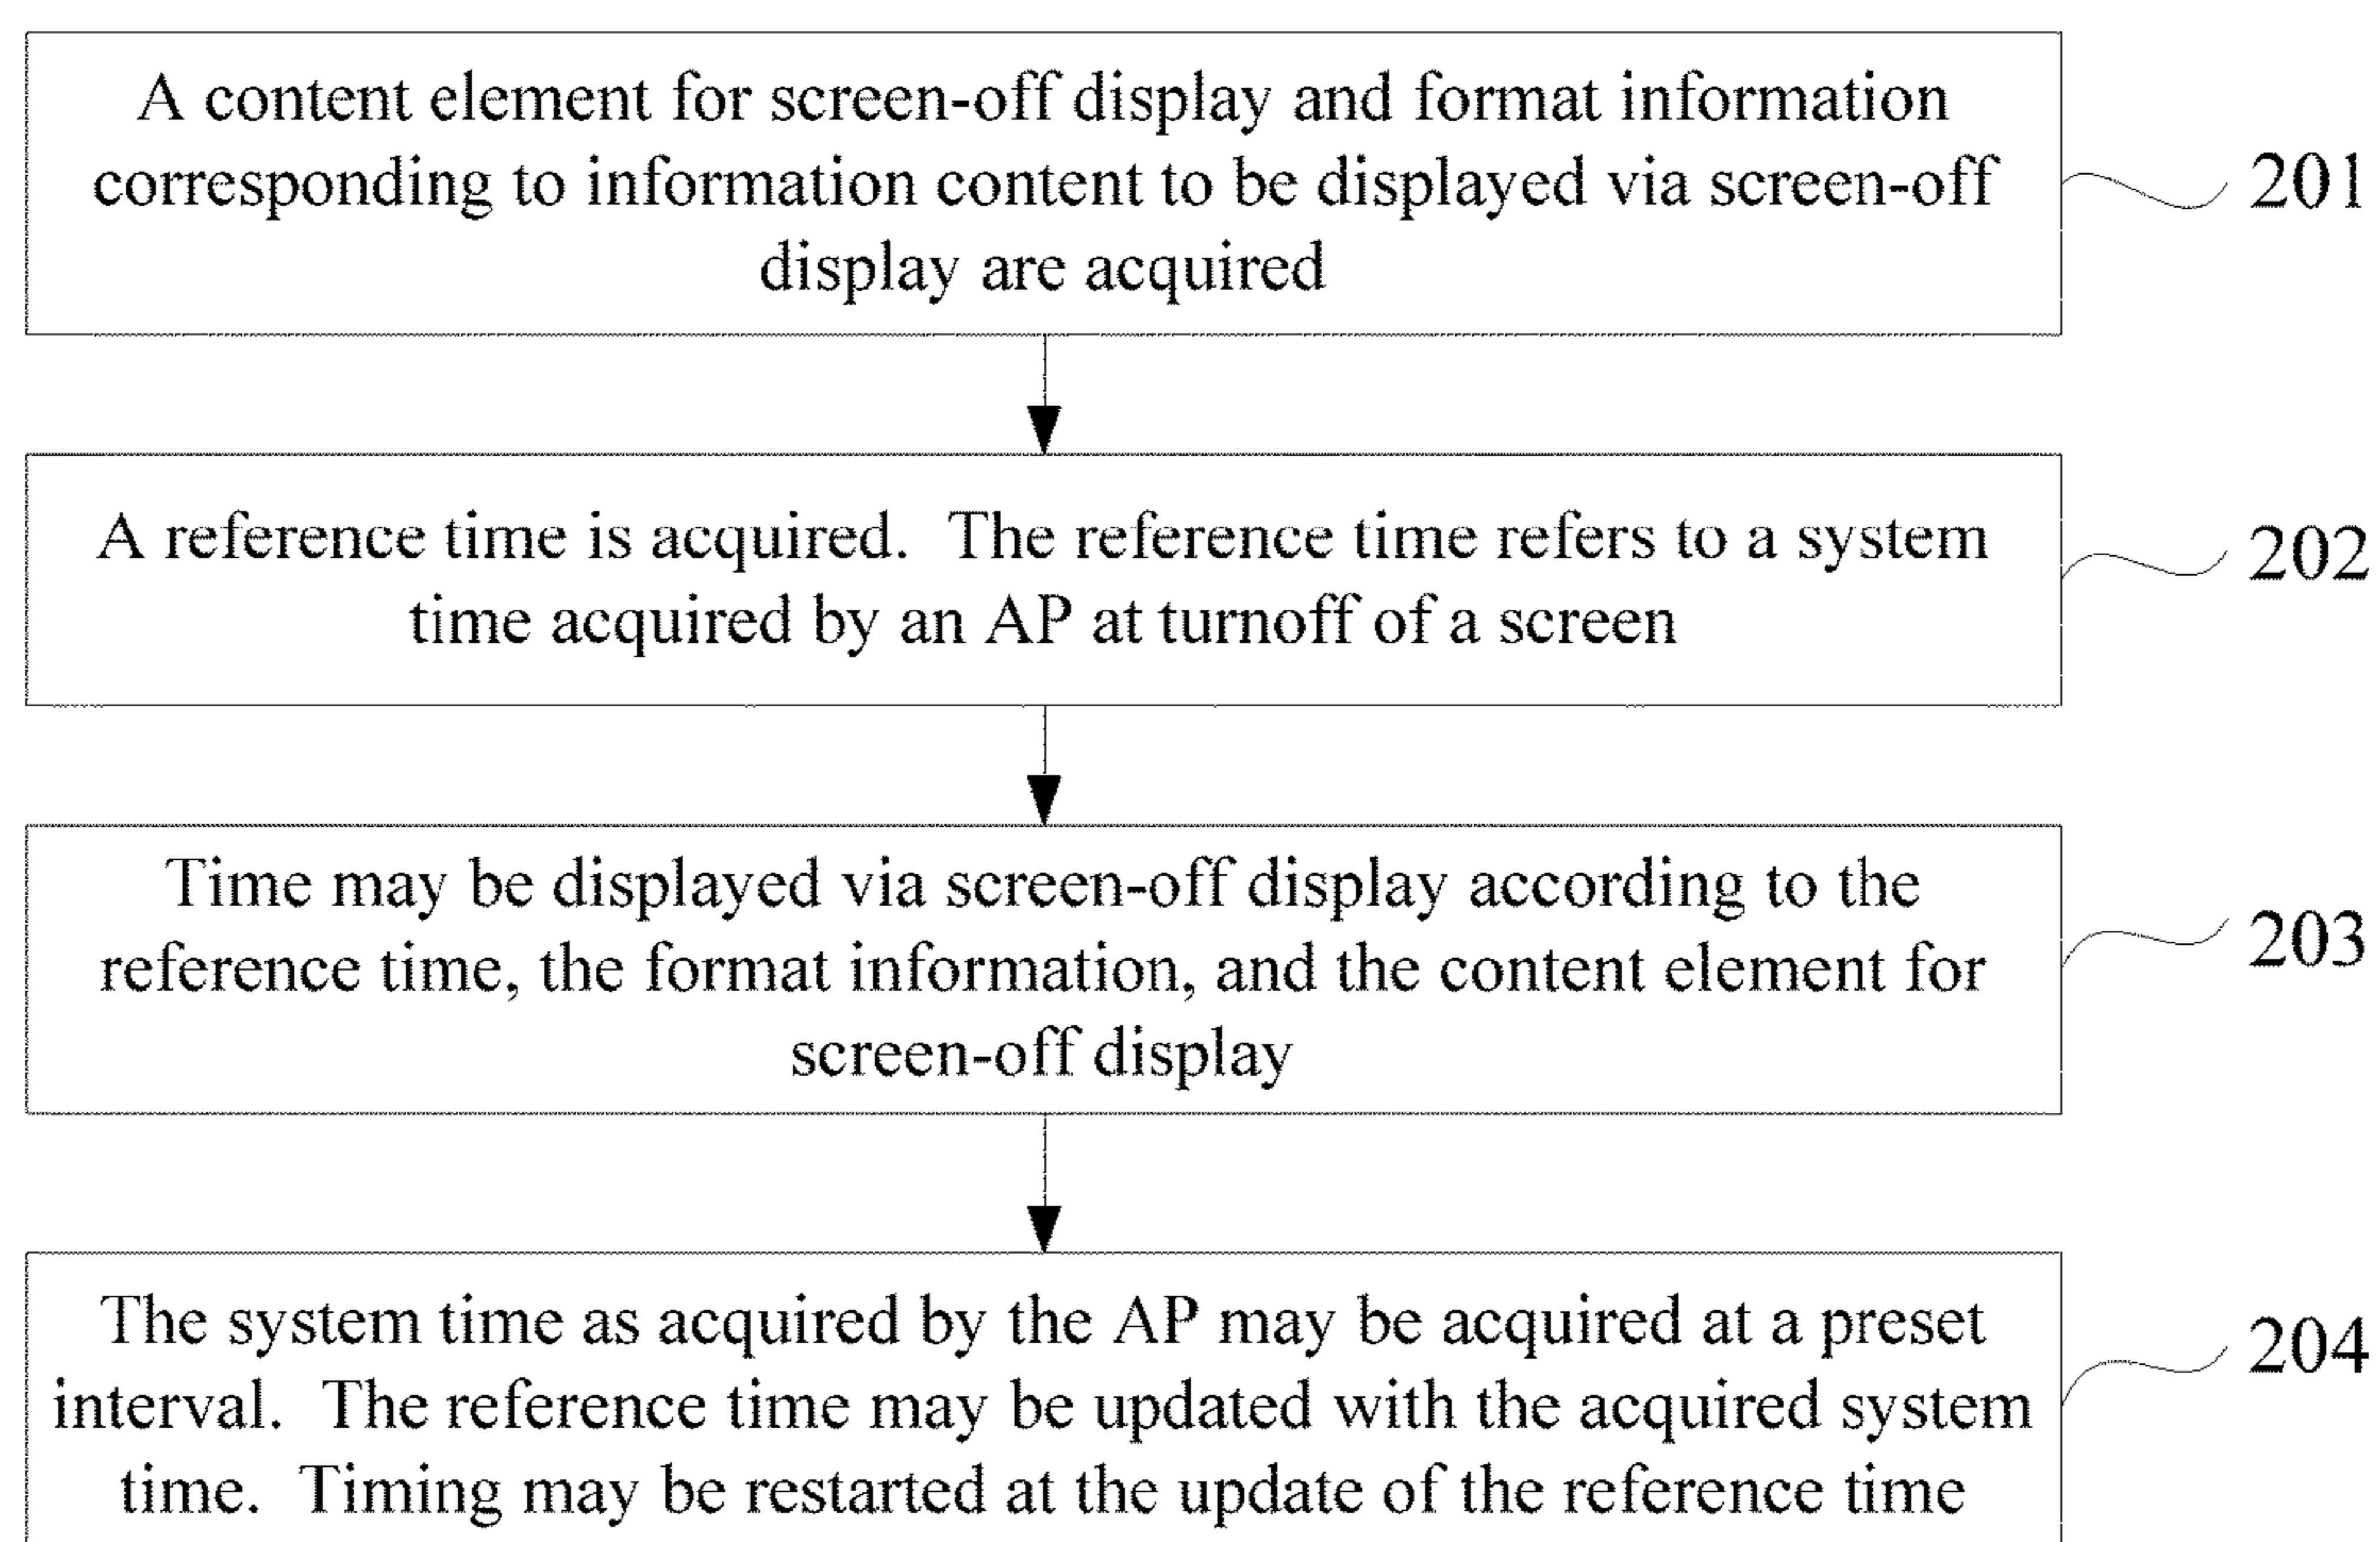 A content element for screen-off display and format information
corresponding to information content to be displayed via screen-off
display are acquired
201
A reference time is acquired. The reference time refers to a system
time acquired by an AP at turnoff of a screen
202
Time may be displayed via screen-off display according to the
reference time, the format information, and the content element for
screen-off display
203
The system time as acquired by the AP may be acquired at a preset
interval. The reference time may be updated with the acquired system
time. Timing may be restarted at the update of the reference time
204